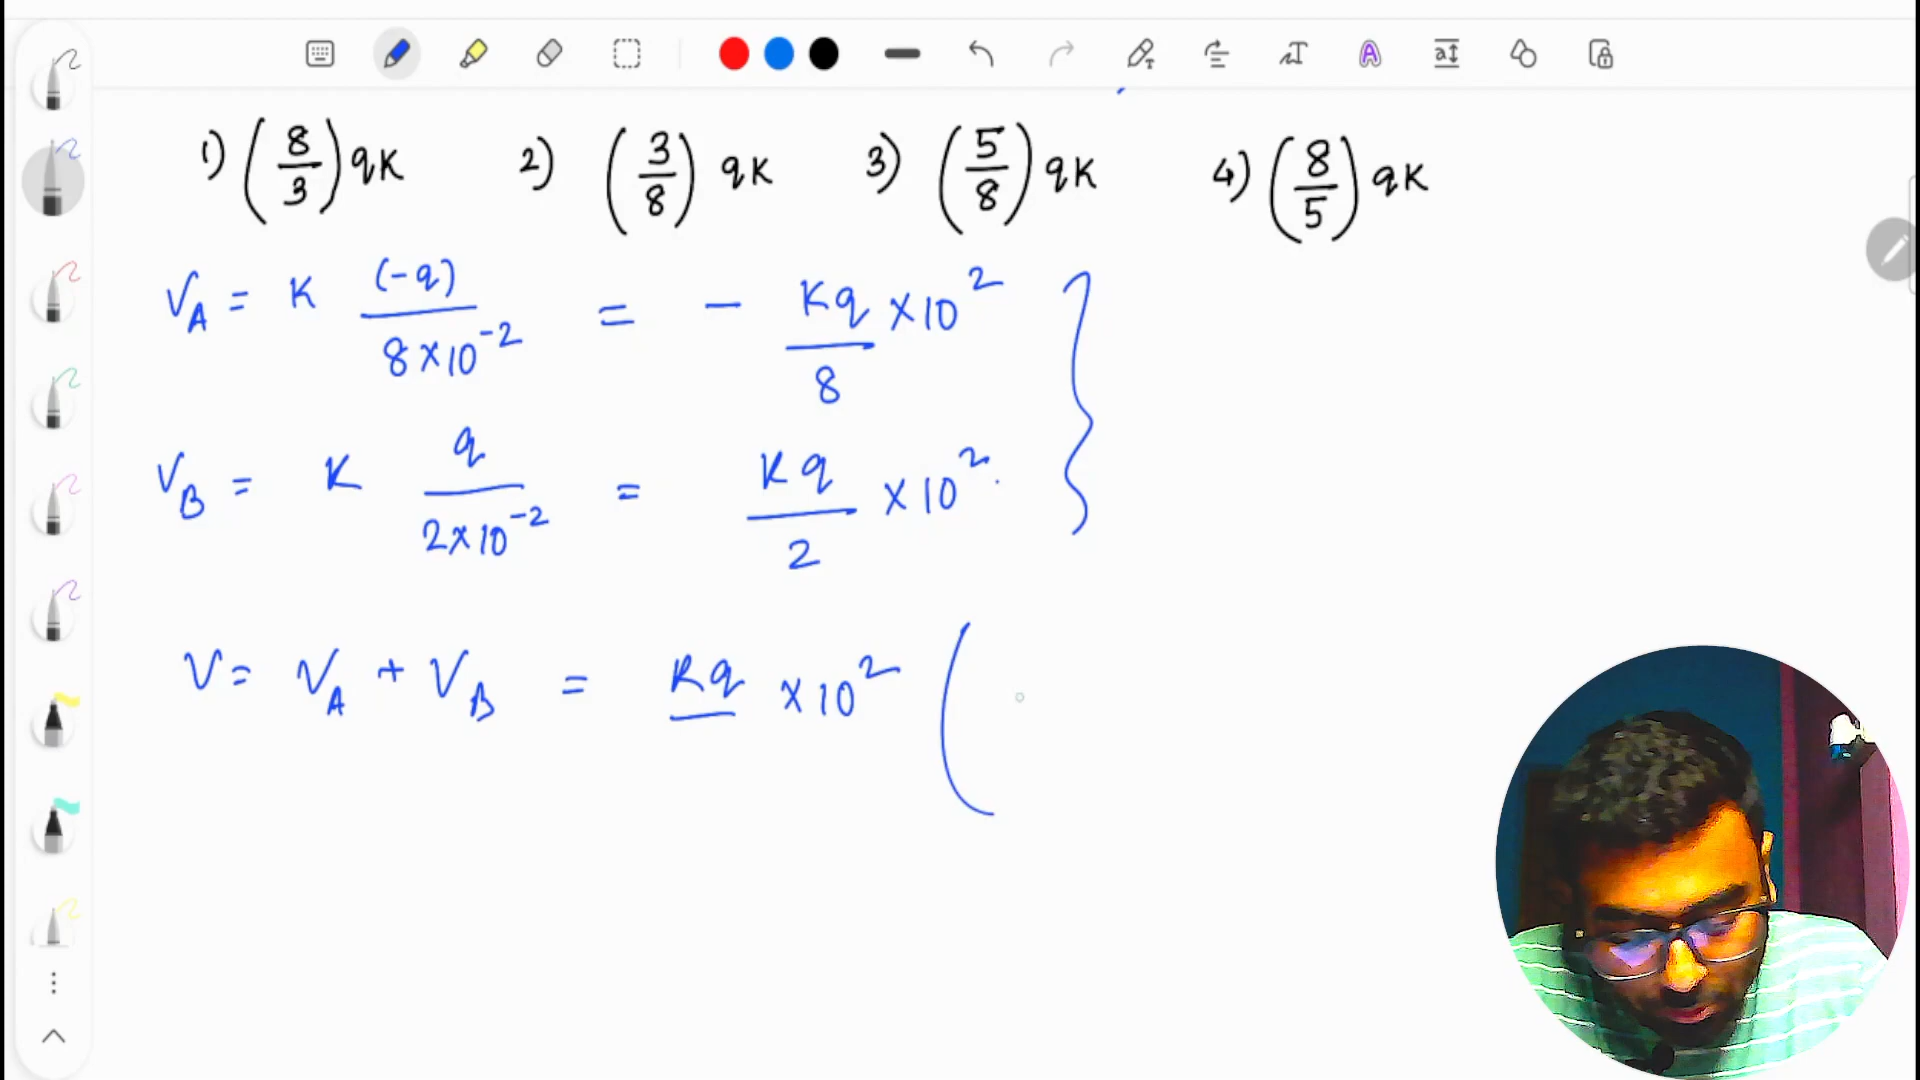 1) (8/3) qK 2) (3/8) qK 3) (5/8) qK 4) (8/5) qK
V_A = K (-q)/(8×10^-2) = - Kq/8 ×10^2 }
V_B = K q/(2×10^-2) = Kq/2 ×10^2.
V = V_A + V_B = Kq ×10^2 (